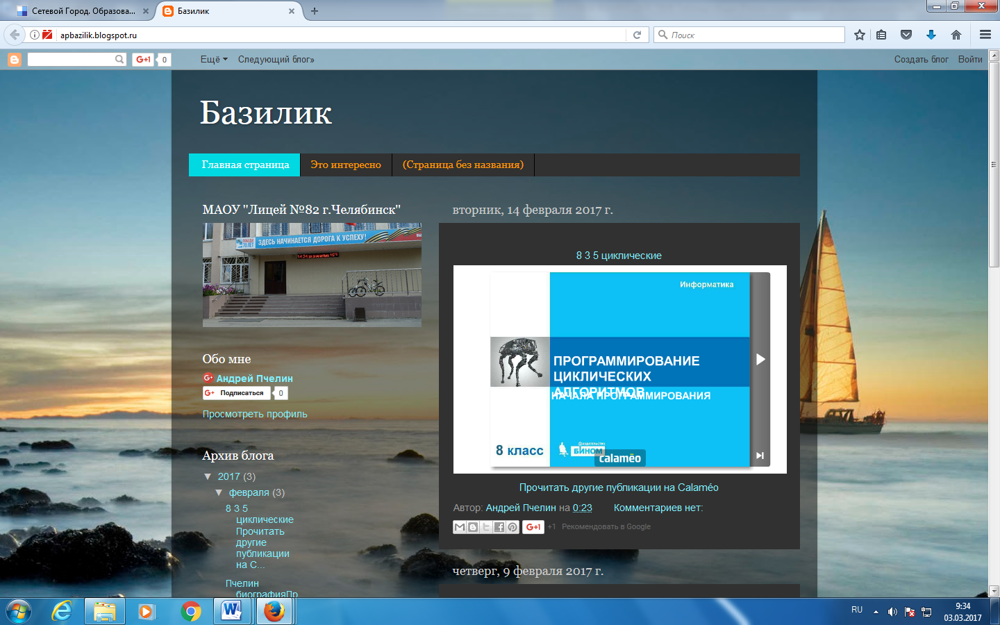 Сетевой Город. Образова...
Базилик
apbazilik.blogspot.ru
Поиск
G+1
0
Ещё
Следующий блог»
Создать блог
Войти
Базилик
Главная страница
Это интересно
(Страница без названия)
МАОУ "Лицей №82 г.Челябинск"
ЗДЕСЬ НАЧИНАЕТСЯ ДОРОГА К УСПЕХУ!
Обо мне
Андрей Пчелин
Подписаться
0
Просмотреть профиль
Архив блога
▼ 2017 (3)
▼ февраля (3)
8 3 5
циклические
Прочитать
другие
публикации
на С...
Пчелин
биографияПр
вторник, 14 февраля 2017 г.
8 3 5 циклические
Информатика
ПРОГРАММИРОВАНИЕ
ЦИКЛИЧЕСКИХ
АЛГОРИТМОВ
НАЧАЛА ПРОГРАММИРОВАНИЯ
8 класс
БИНОМ
calaméo
Прочитать другие публикации на Calaméo
Автор: Андрей Пчелин на 0:23
Комментариев нет:
G+1
+1 Рекомендовать в Google
четверг, 9 февраля 2017 г.
RU
9:34
03.03.2017